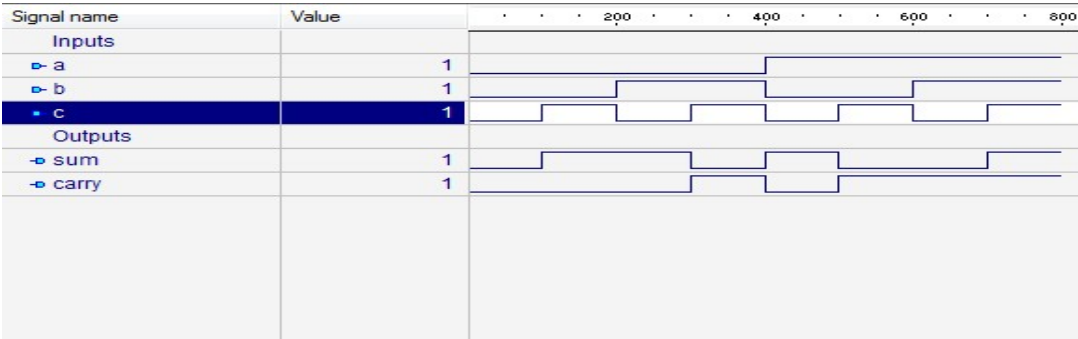 Signal name Value 200 400 600 800
Inputs
a 1
b 1
c 1
Outputs
sum 1
carry 1